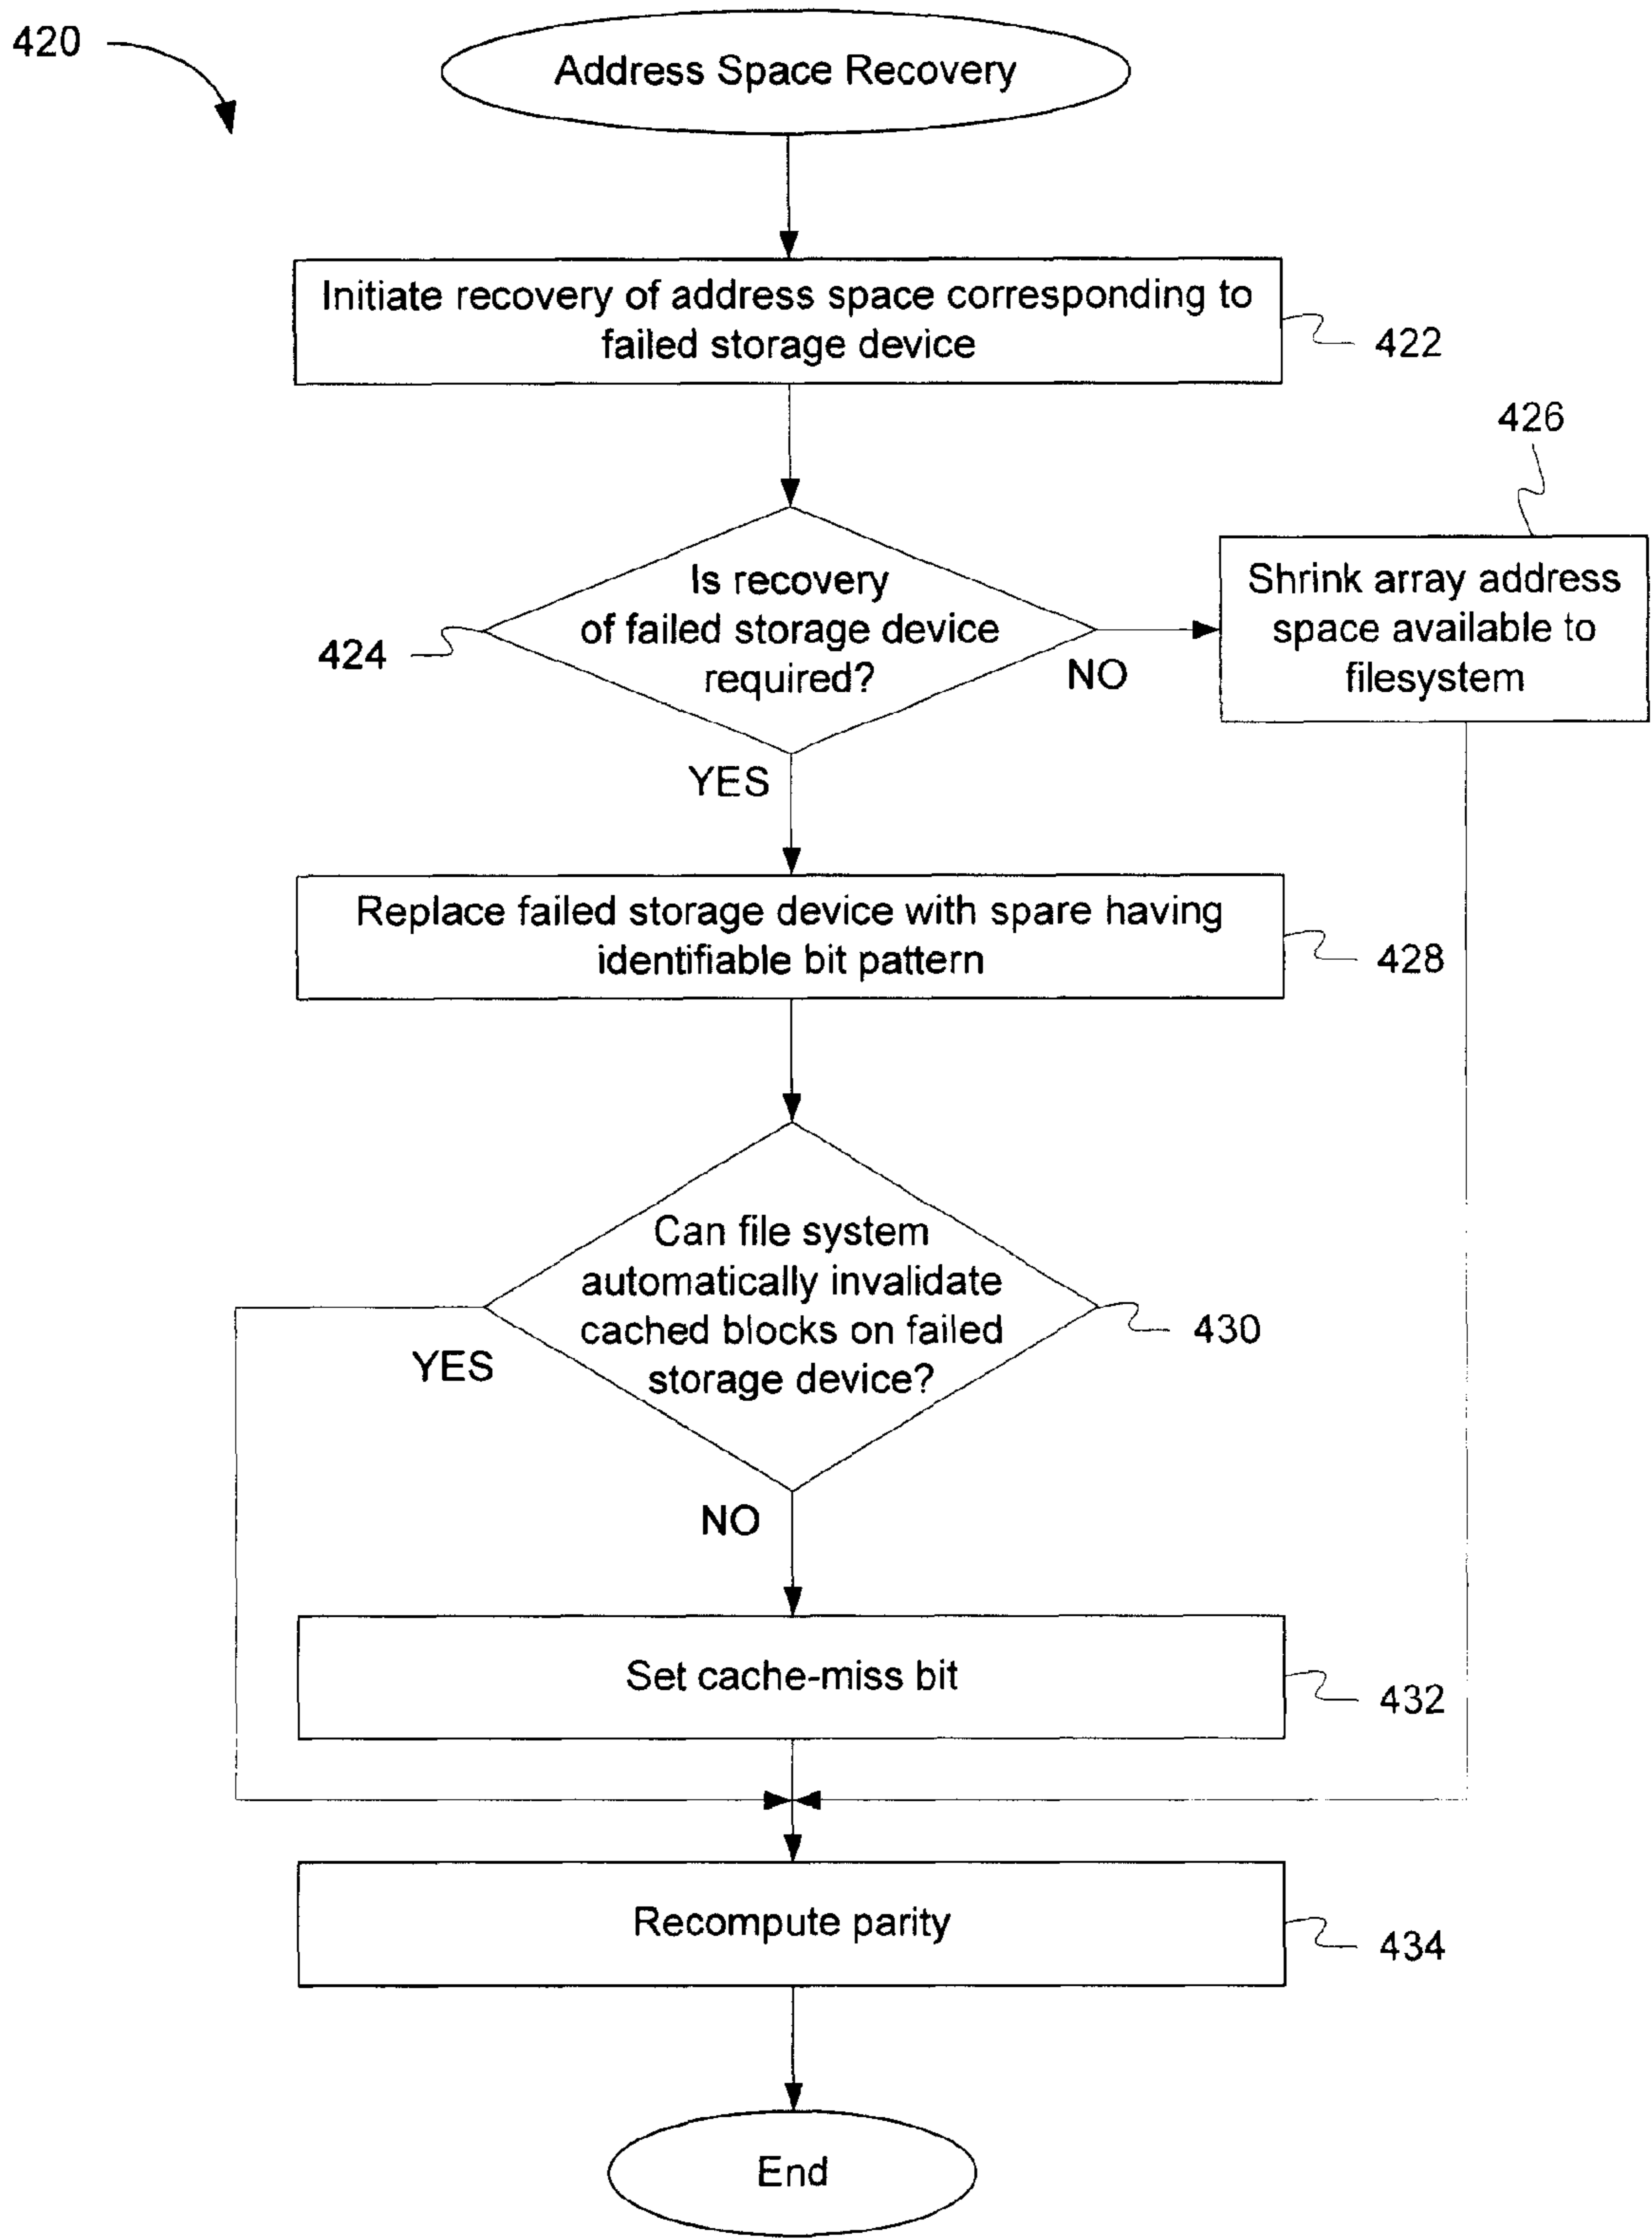 420
Address Space Recovery
Initiate recovery of address space corresponding to
failed storage device
422
426
Is recovery
of failed storage device
required?
424
NO
YES
Shrink array address
space available to
filesystem
Replace failed storage device with spare having
identifiable bit pattern
428
Can file system
automatically invalidate
cached blocks on failed
storage device?
430
YES
NO
Set cache-miss bit
432
Recompute parity
434
End